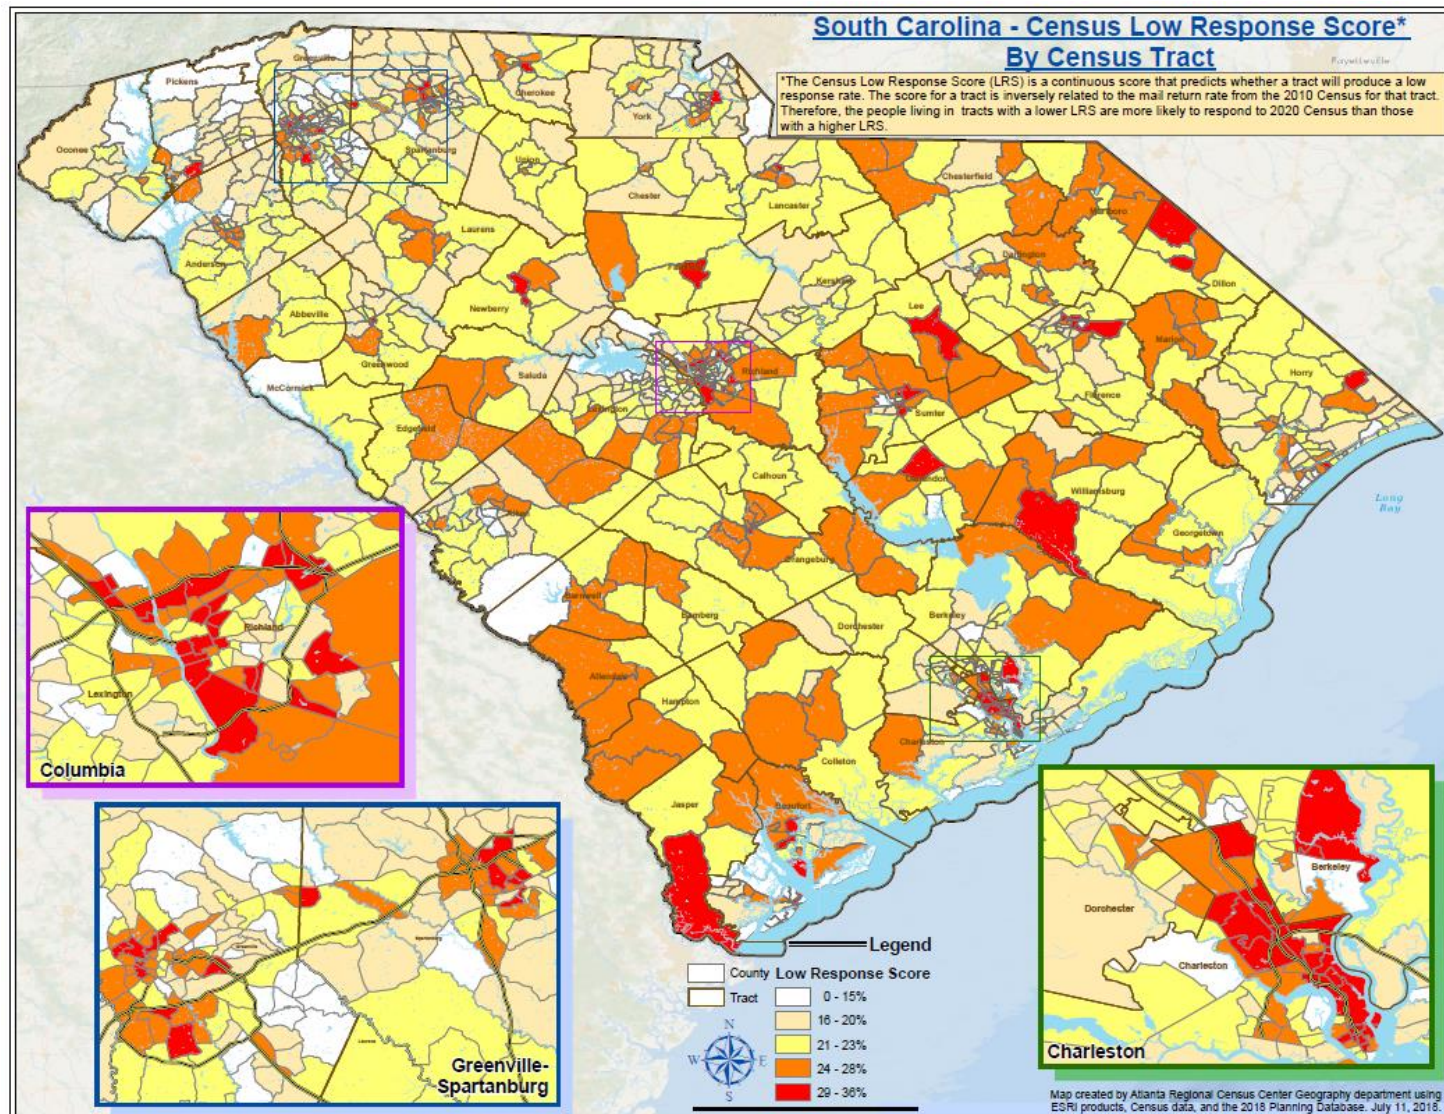 South Carolina - Census Low Response Score*
By Census Tract
*The Census Low Response Score (LRS) is a continuous score that predicts whether a tract will produce a low
response rate. The score for a tract is inversely related to the mail return rate from the 2010 Census for that tract.
Therefore, the people living in tracts with a lower LRS are more likely to respond to 2020 Census than those
with a higher LRS.
Fayetteville
Greenville
Pickens
Cherokee
York
Oconee
Spartanburg
Union
Chester
Lancaster
Chesterfield
Marlboro
Laurens
Anderson
Darlington
Dillon
Kershaw
Abbeville
Newberry
Lee
Marion
Greenwood
Saluda
Richland
Horry
McCormick
Lexington
Florence
Sumter
Edgefield
Calhoun
Clarendon
Williamsburg
Long
Bay
Aiken
Georgetown
Orangeburg
Barnwell
Bamberg
Dorchester
Berkeley
Allendale
Hampton
Charleston
Colleton
Jasper
Beaufort
Richland
Lexington
Columbia
Greenville
Spartanburg
Laurens
Greenville-
Spartanburg
Berkeley
Dorchester
Charleston
Charleston
Legend
County Low Response Score
Tract 0 - 15%
16 - 20%
21 - 23%
24 - 28%
29 - 36%
N
W E
S
Map created by Atlanta Regional Census Center Geography department using
ESRI products, Census data, and the 2018 Planning Database. July 11, 2018.